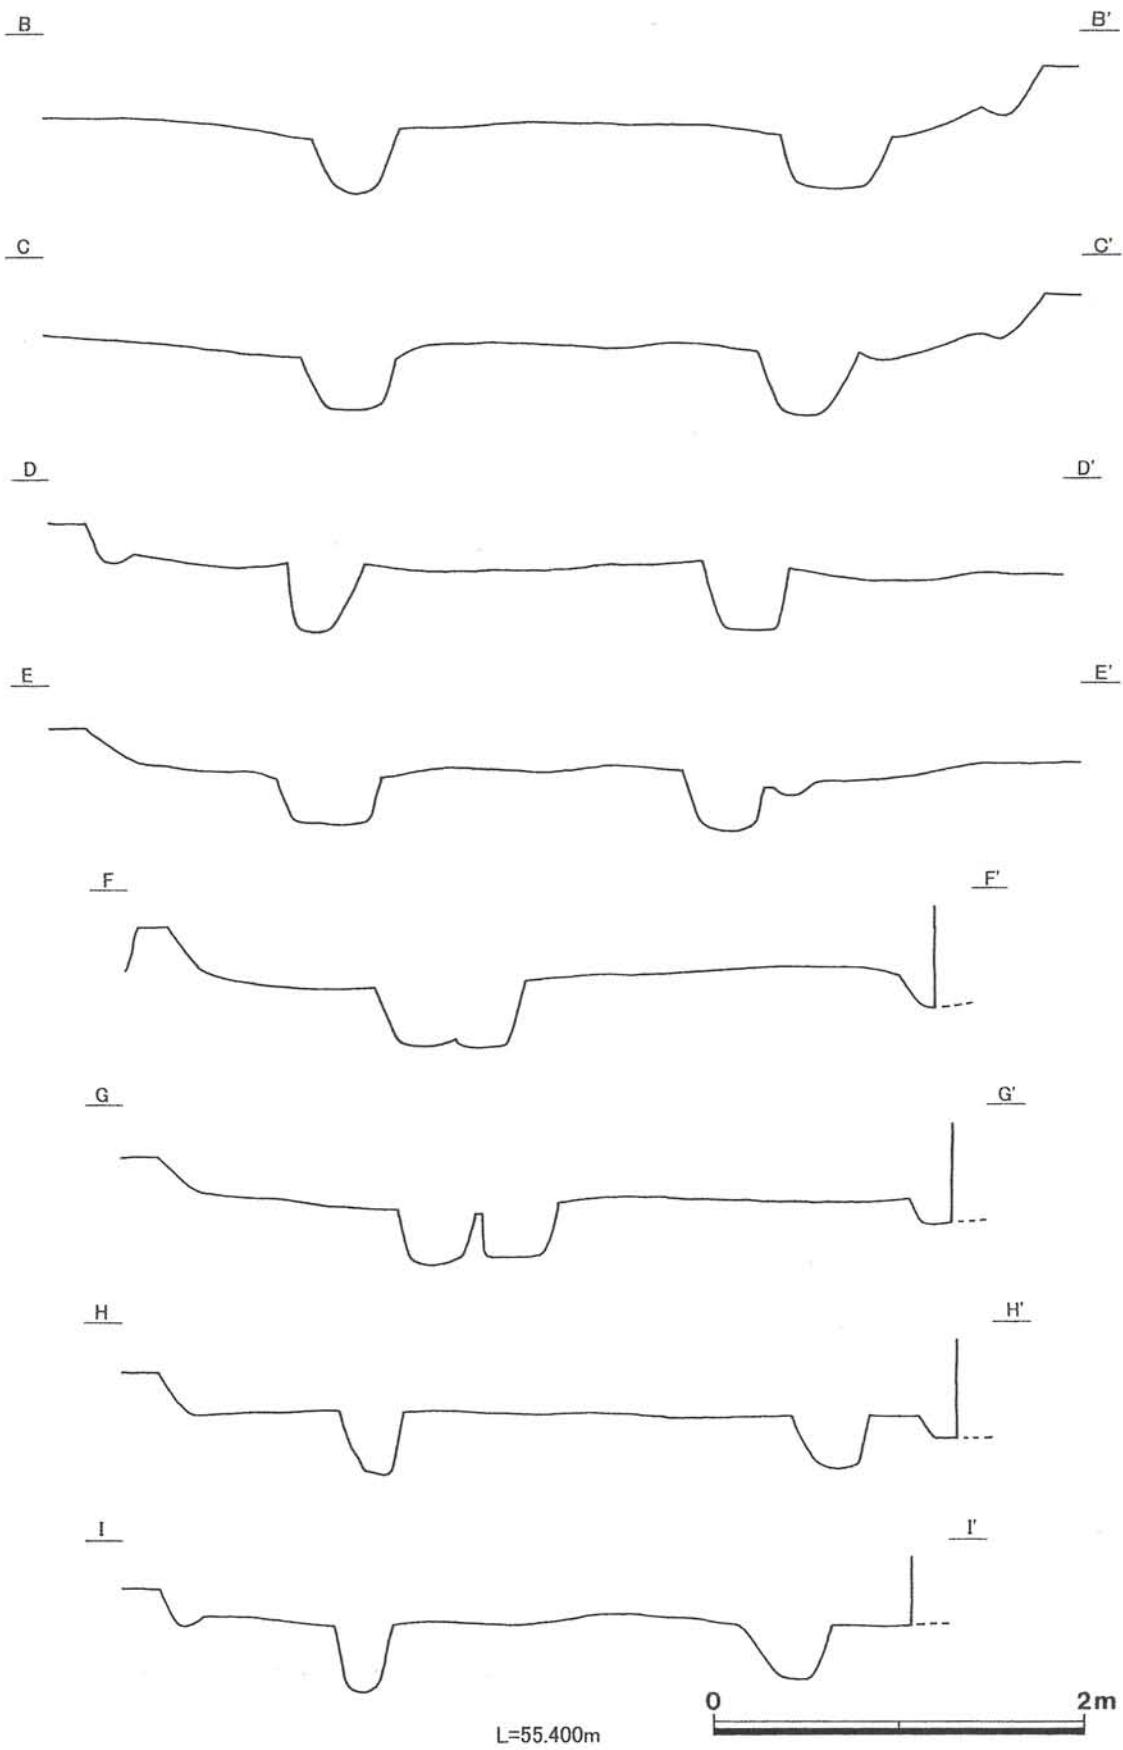 B B'
C C'
D D'
E E'
F F'
G G'
H H'
I I'
0 2m
L=55.400m